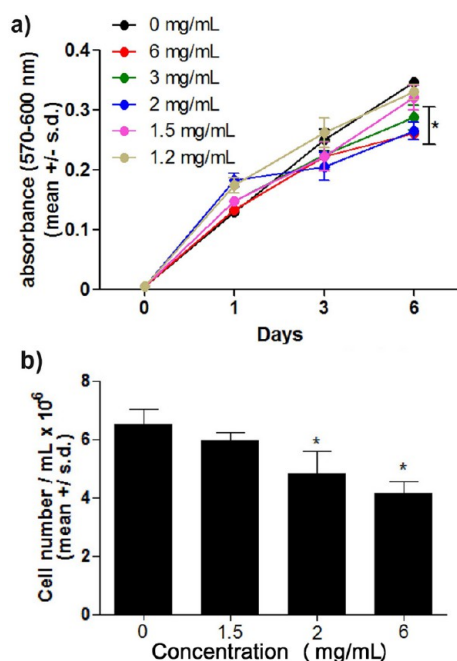 a)
0 mg/mL
6 mg/mL
3 mg/mL
2 mg/mL
1.5 mg/mL
1.2 mg/mL
absorbance (570-600 nm)
(mean +/- s.d.)
0.4
0.3
0.2
0.1
0
*
0 1 3 6
Days
b)
Cell number / mL x 10⁶
(mean +/ s.d.)
8
6
4
2
0
* *
0 1.5 2 6
Concentration ( mg/mL)